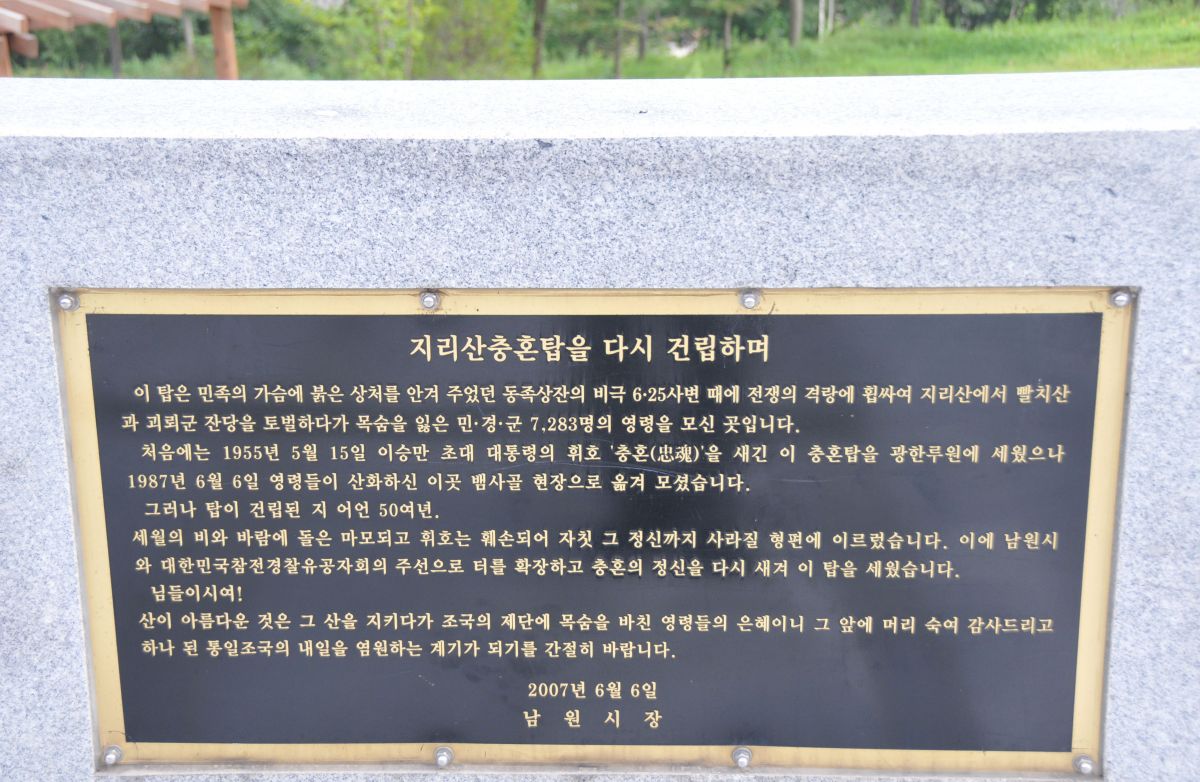 지리산충혼탑을 다시 건립하며
이 탑은 민족의 가슴에 붉은 상처를 안겨 주었던 동족상잔의 비극 6·25사변 때에 전쟁의 격랑에 휩싸여 지리산에서 빨치산
과 괴뢰군 잔당을 토벌하다가 목숨을 잃은 민·경·군 7,283명의 영령을 모신 곳입니다.
처음에는 1955년 5월 15일 이승만 초대 대통령의 휘호 '충혼(忠魂)'을 새긴 이 충혼탑을 광한루원에 세웠으나
1987년 6월 6일 영령들이 산화하신 이곳 뱀사골 현장으로 옮겨 모셨습니다.
그러나 탑이 건립된 지 어언 50여년.
세월의 비와 바람에 돌은 마모되고 휘호는 훼손되어 자칫 그 정신까지 사라질 형편에 이르렀습니다. 이에 남원시
와 대한민국참전경찰유공자회의 주선으로 터를 확장하고 충혼의 정신을 다시 새겨 이 탑을 세웠습니다.
님들이시여!
산이 아름다운 것은 그 산을 지키다가 조국의 제단에 목숨을 바친 영령들의 은혜이니 그 앞에 머리 숙여 감사드리고
하나 된 통일조국의 내일을 염원하는 계기가 되기를 간절히 바랍니다.
2007년 6월 6일
남 원 시 장